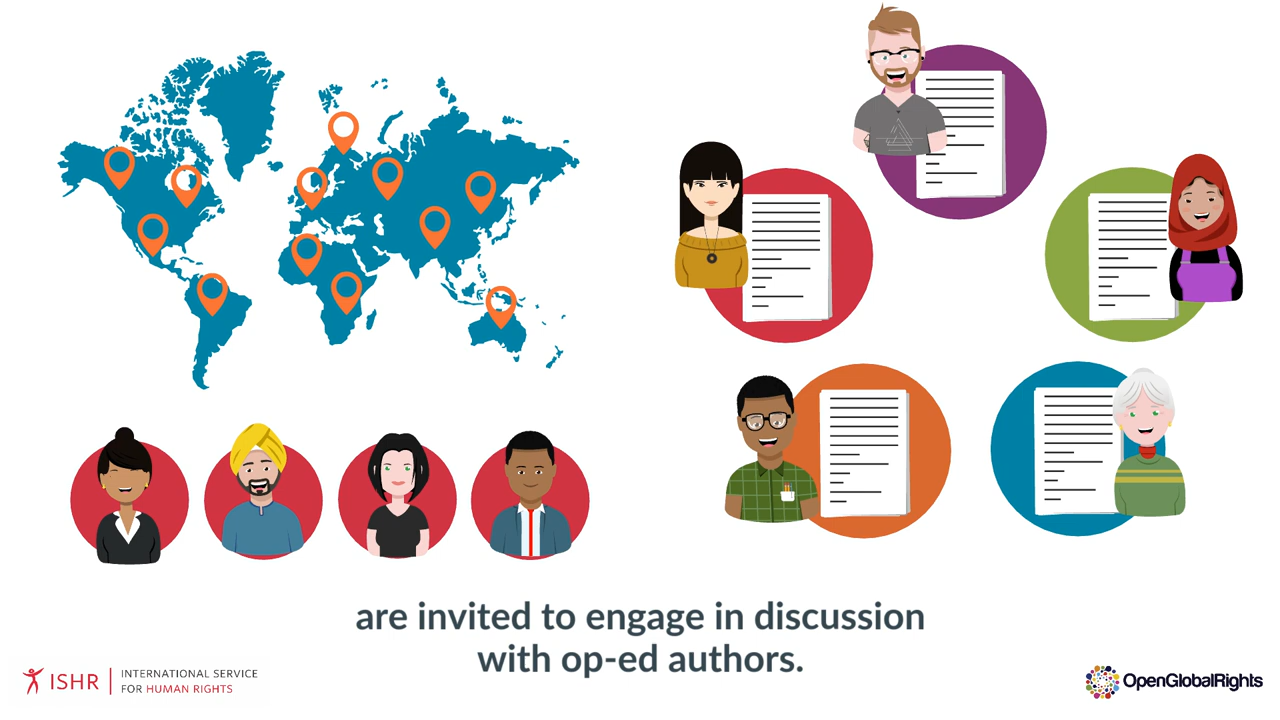 are invited to engage in discussion
with op-ed authors.
ISHR
INTERNATIONAL SERVICE
FOR HUMAN RIGHTS
OpenGlobalRights